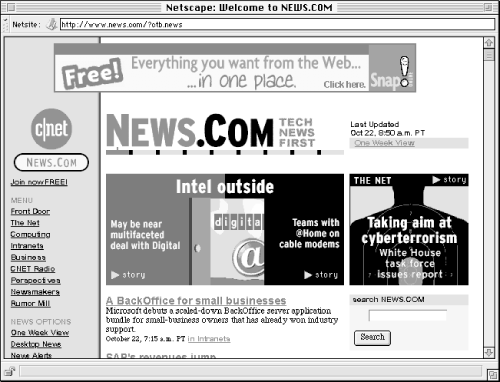 Netscape: Welcome to NEWS.COM
Netsite: http://www.news.com/?ctb.news
Free!
Everything you want from the Web...
...in one place.
Click here.
Snap!
c|net
NEWS.COM
Join now FREE!
MENU
Front Door
The Net
Computing
Intranets
Business
CNET Radio
Perspectives
Newsmakers
Rumor Mill
NEWS OPTIONS
One Week View
Desktop News
News Alerts
NEWS.COM
TECH
NEWS
FIRST
Last Updated
Oct 22, 8:50 a.m. PT
One Week View
Intel outside
May be near
multifaceted
deal with Digital
story
digita
@
Teams with
@Home on
cable modems
story
THE NET
story
Taking aim at
cyberterrorism
White House
task force
issues report
A BackOffice for small businesses
Microsoft debuts a scaled-down BackOffice server application
bundle for small-business owners that has already won industry
support.
October 22, 7:15 a.m. PT in Intranets
SAP's revenues jump
search NEWS.COM
Search